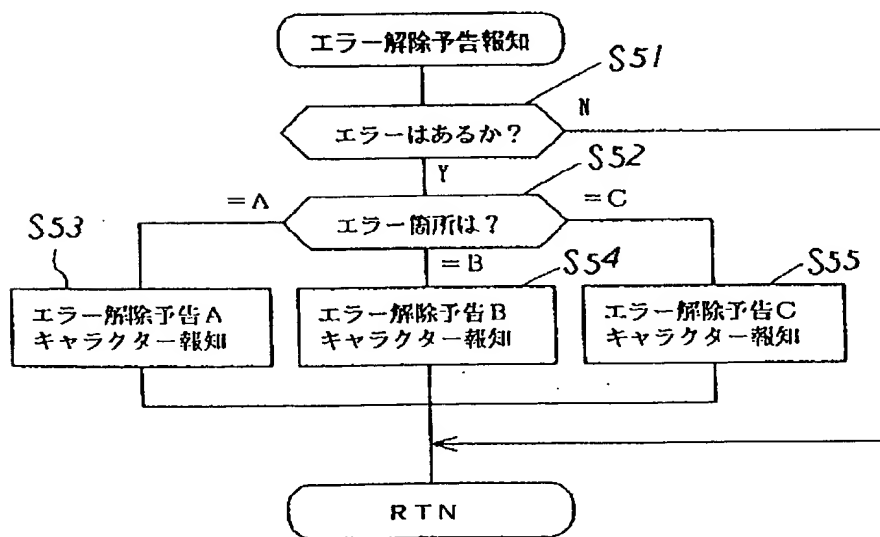 エラー解除予告報知
S51
エラーはあるか？
N
Y
S52
エラー箇所は？
＝A
＝C
＝B
S53
S54
S55
エラー解除予告A
キャラクター報知
エラー解除予告B
キャラクター報知
エラー解除予告C
キャラクター報知
RTN